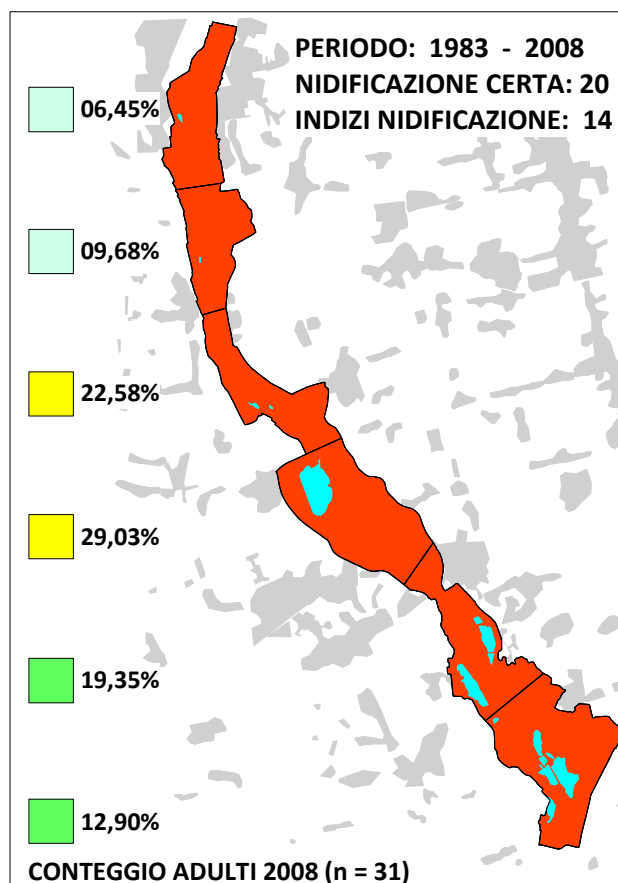 PERIODO: 1983 - 2008
NIDIFICAZIONE CERTA: 20
INDIZI NIDIFICAZIONE: 14
06,45%
09,68%
22,58%
29,03%
19,35%
12,90%
CONTEGGIO ADULTI 2008 (n = 31)